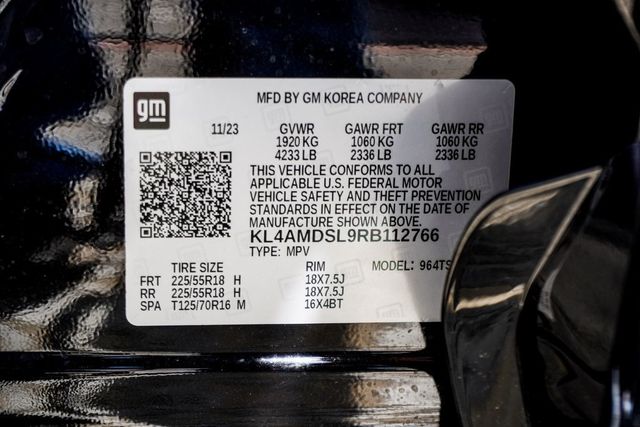 gm
MFD BY GM KOREA COMPANY
11/23 GVWR GAWR FRT GAWR RR
1920 KG 1060 KG 1060 KG
4233 LB 2336 LB 2336 LB
THIS VEHICLE CONFORMS TO ALL
APPLICABLE U.S. FEDERAL MOTOR
VEHICLE SAFETY AND THEFT PREVENTION
STANDARDS IN EFFECT ON THE DATE OF
MANUFACTURE SHOWN ABOVE
KL4AMDSL9RB112766
TYPE: MPV
TIRE SIZE RIM MODEL: 964TS
FRT 225/55R18 H 18X7.5J
RR 225/55R18 H 18X7.5J
SPA T125/70R16 M 16X4BT